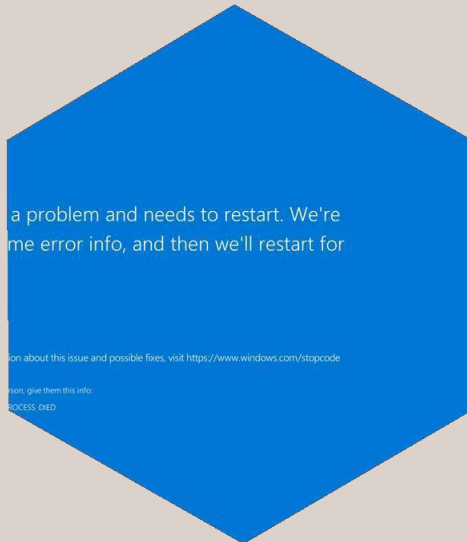 a problem and needs to restart. We're
me error info, and then we'll restart for
ion about this issue and possible fixes, visit https://www.windows.com/stopcode
rson, give them this info:
ROCESS DIED